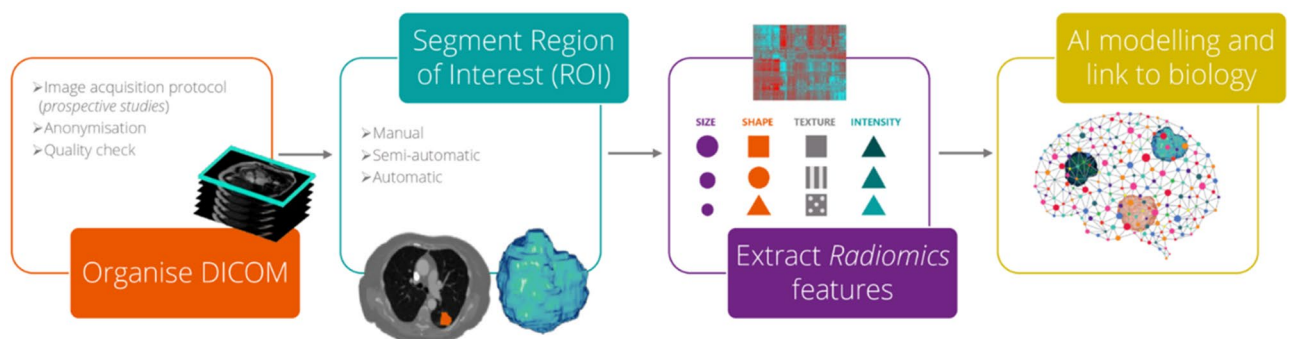 ➢Image acquisition protocol
(prospective studies)
➢Anonymisation
➢Quality check
Organise DICOM
Segment Region
of Interest (ROI)
➢Manual
➢Semi-automatic
➢Automatic
SIZE SHAPE TEXTURE INTENSITY
Extract Radiomics
features
AI modelling and
link to biology